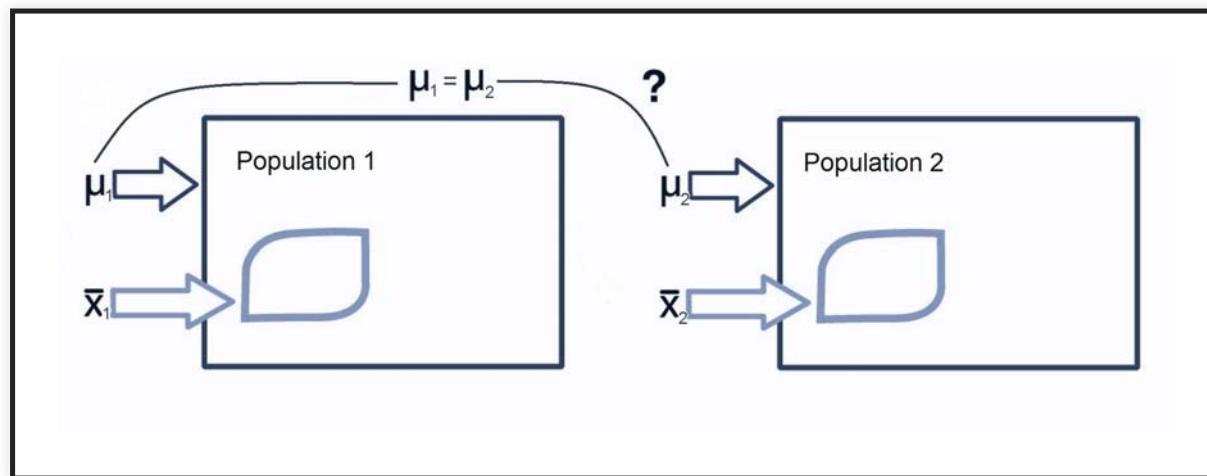 μ₁ = μ₂ ?
Population 1
Population 2
μ₁
μ₂
x̄₁
x̄₂